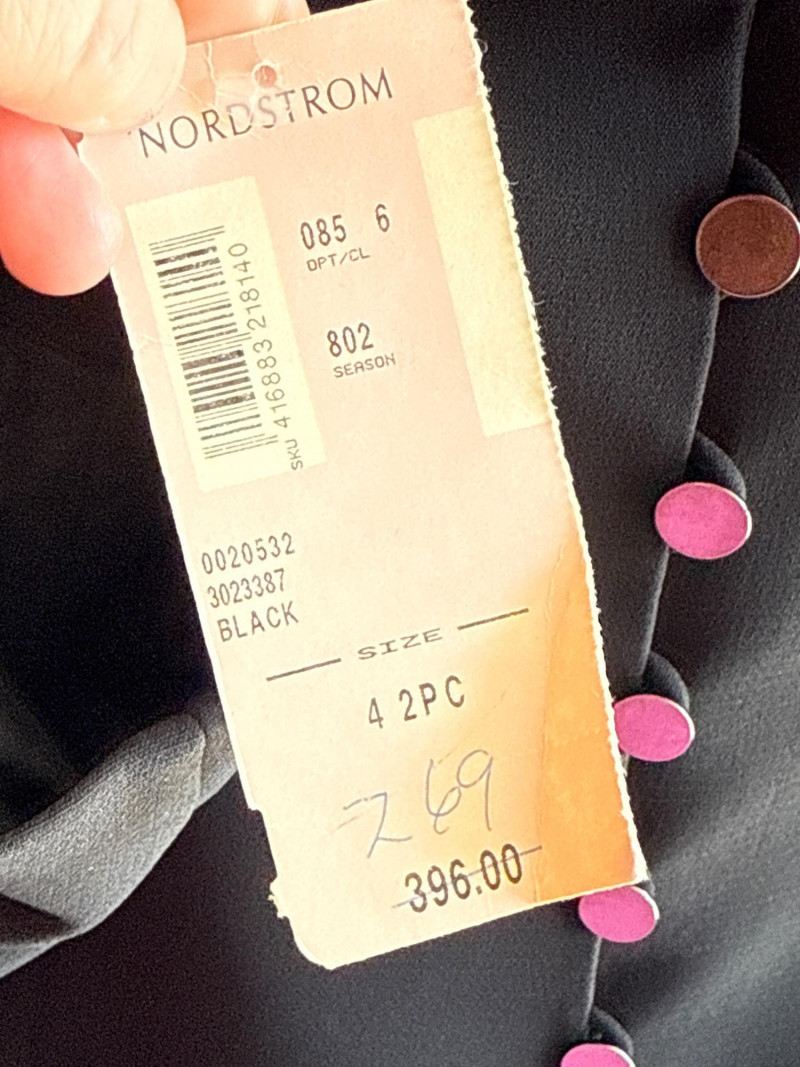 NORDSTROM
085 6
DPT/CL
802
SEASON
SKU 416883 218140
0020532
3023387
BLACK
SIZE
4 2PC
269
396.00